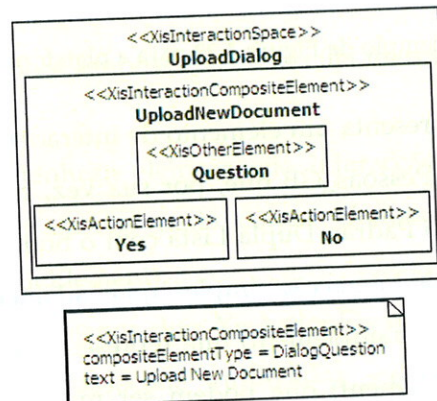 <<XisInteractionSpace>>
UploadDialog
<<XisInteractionCompositeElement>>
UploadNewDocument
<<XisOtherElement>>
Question
<<XisActionElement>>
Yes
<<XisActionElement>>
No
<<XisInteractionCompositeElement>>
compositeElementType = DialogQuestion
text = Upload New Document